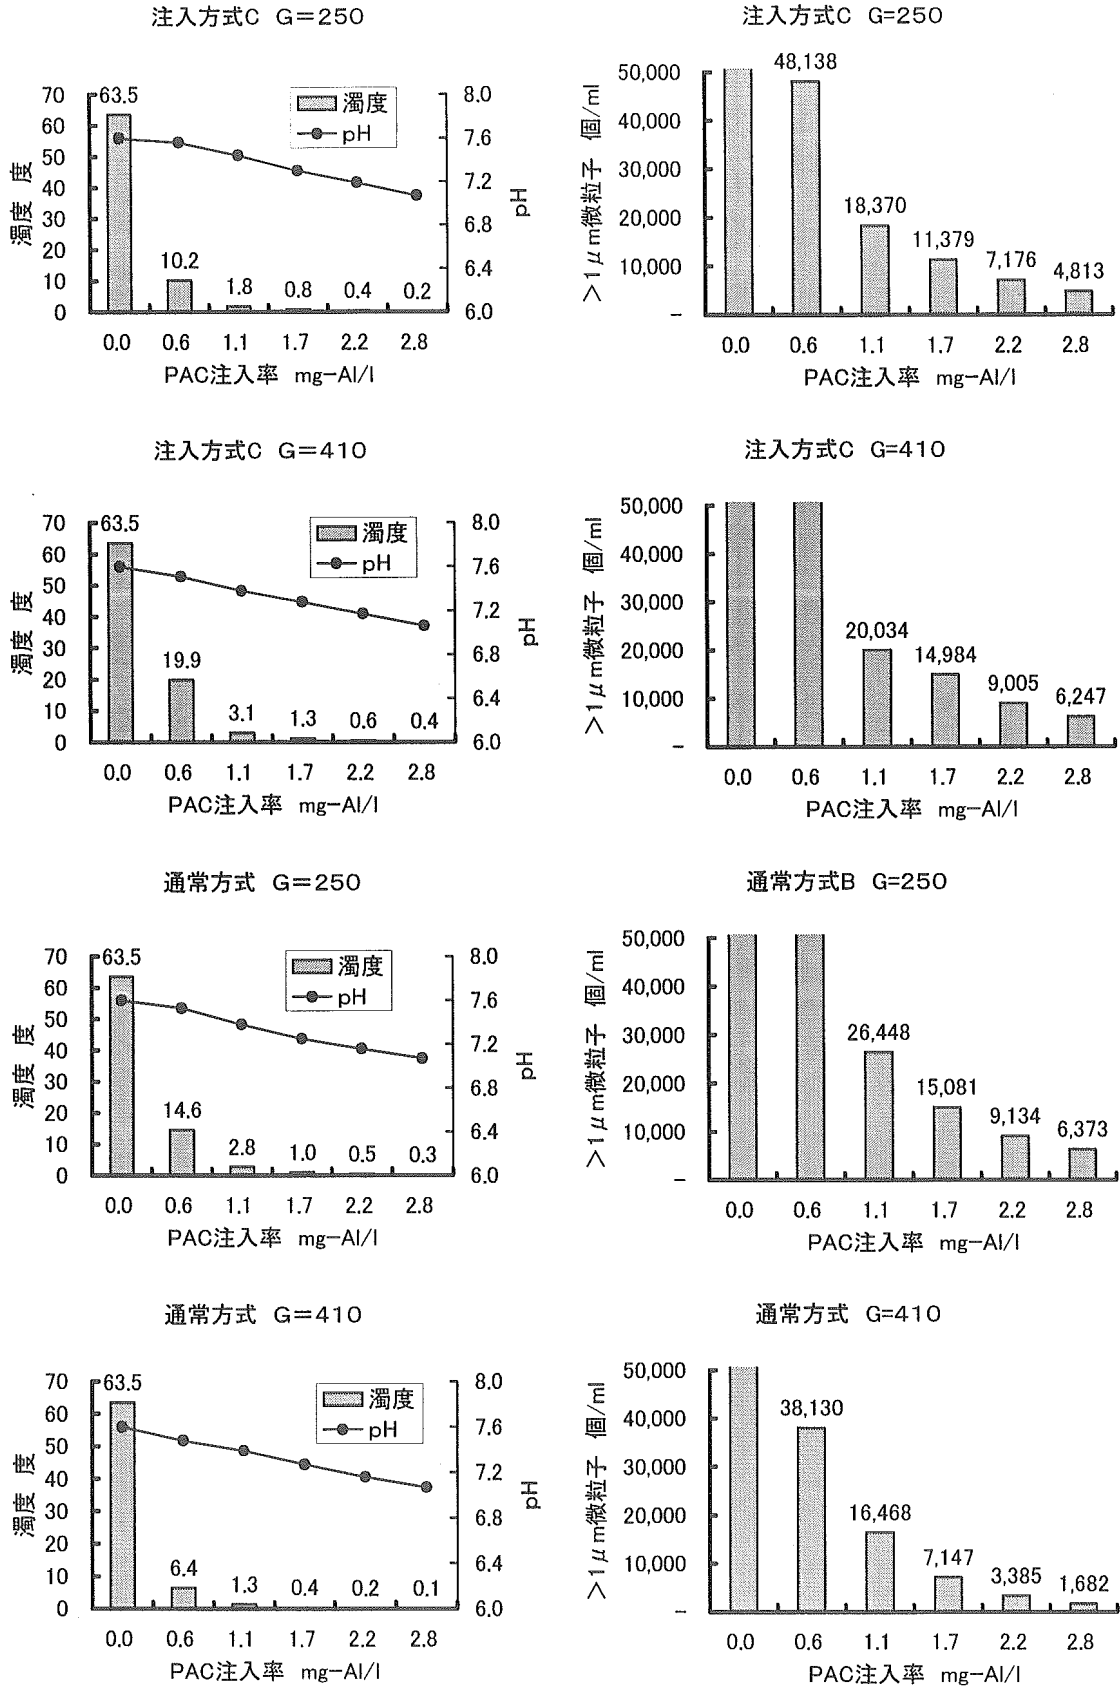 注入方式C G=250
70
60
50
40
30
20
10
0
濁度 度
63.5
10.2
1.8
0.8
0.4
0.2
濁度
pH
8.0
7.6
7.2
6.8
6.4
6.0
pH
0.0 0.6 1.1 1.7 2.2 2.8
PAC注入率 mg-Al/l
注入方式C G=250
50,000
40,000
30,000
20,000
10,000
－
>1μm微粒子 個/ml
48,138
18,370
11,379
7,176
4,813
0.0 0.6 1.1 1.7 2.2 2.8
PAC注入率 mg-Al/l
注入方式C G=410
70
60
50
40
30
20
10
0
濁度 度
63.5
19.9
3.1
1.3
0.6
0.4
濁度
pH
8.0
7.6
7.2
6.8
6.4
6.0
pH
0.0 0.6 1.1 1.7 2.2 2.8
PAC注入率 mg-Al/l
注入方式C G=410
50,000
40,000
30,000
20,000
10,000
－
>1μm微粒子 個/ml
20,034
14,984
9,005
6,247
0.0 0.6 1.1 1.7 2.2 2.8
PAC注入率 mg-Al/l
通常方式 G=250
70
60
50
40
30
20
10
0
濁度 度
63.5
14.6
2.8
1.0
0.5
0.3
濁度
pH
8.0
7.6
7.2
6.8
6.4
6.0
pH
0.0 0.6 1.1 1.7 2.2 2.8
PAC注入率 mg-Al/l
通常方式B G=250
50,000
40,000
30,000
20,000
10,000
－
>1μm微粒子 個/ml
26,448
15,081
9,134
6,373
0.0 0.6 1.1 1.7 2.2 2.8
PAC注入率 mg-Al/l
通常方式 G=410
70
60
50
40
30
20
10
0
濁度 度
63.5
6.4
1.3
0.4
0.2
0.1
濁度
pH
8.0
7.6
7.2
6.8
6.4
6.0
pH
0.0 0.6 1.1 1.7 2.2 2.8
PAC注入率 mg-Al/l
通常方式 G=410
50,000
40,000
30,000
20,000
10,000
－
>1μm微粒子 個/ml
38,130
16,468
7,147
3,385
1,682
0.0 0.6 1.1 1.7 2.2 2.8
PAC注入率 mg-Al/l